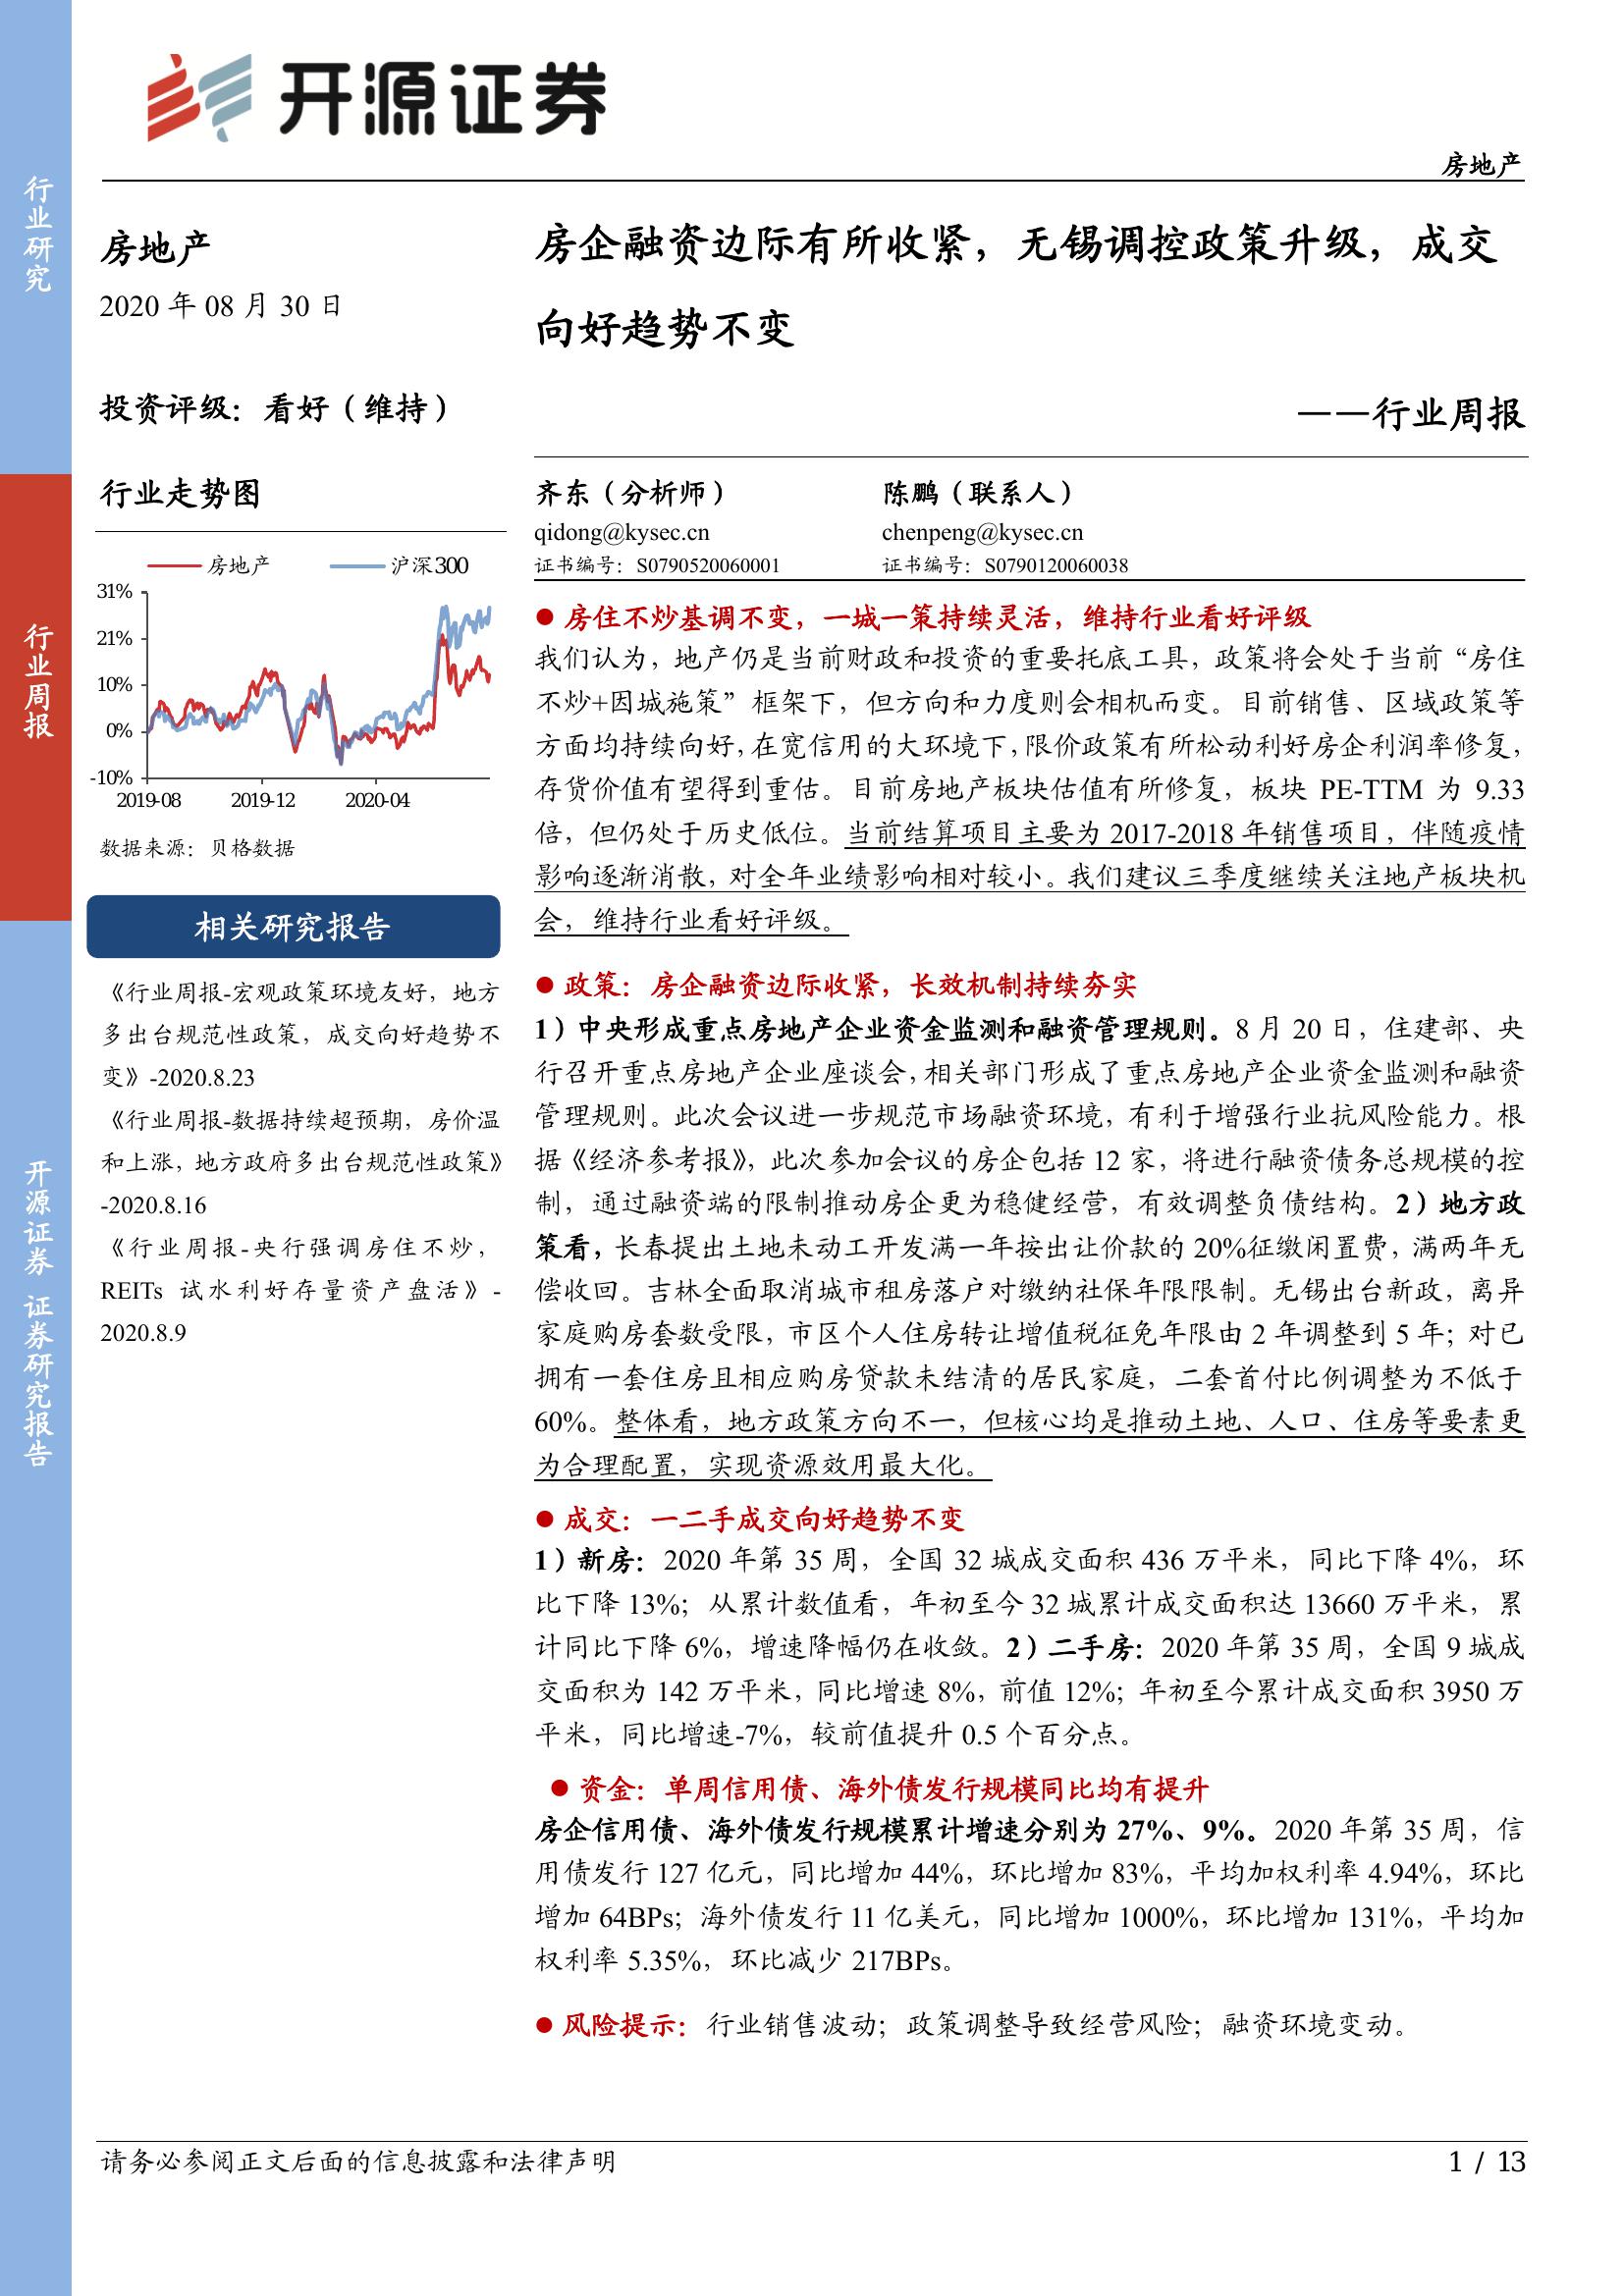 开源证券
房地产
行业研究
行业周报
开源证券 证券研究报告
房地产
2020 年 08 月 30 日
投资评级：看好（维持）
行业走势图
房地产 沪深300
31%
21%
10%
0%
-10%
2019-08 2019-12 2020-04
数据来源：贝格数据
相关研究报告
《行业周报-宏观政策环境友好，地方
多出台规范性政策，成交向好趋势不
变》-2020.8.23
《行业周报-数据持续超预期，房价温
和上涨，地方政府多出台规范性政策》
-2020.8.16
《行业周报-央行强调房住不炒，
REITs 试水利好存量资产盘活》-
2020.8.9
房企融资边际有所收紧，无锡调控政策升级，成交
向好趋势不变
——行业周报
齐东（分析师） 陈鹏（联系人）
qidong@kysec.cn chenpeng@kysec.cn
证书编号：S0790520060001 证书编号：S0790120060038
● 房住不炒基调不变，一城一策持续灵活，维持行业看好评级
我们认为，地产仍是当前财政和投资的重要托底工具，政策将会处于当前“房住
不炒+因城施策”框架下，但方向和力度则会相机而变。目前销售、区域政策等
方面均持续向好，在宽信用的大环境下，限价政策有所松动利好房企利润率修复，
存货价值有望得到重估。目前房地产板块估值有所修复，板块 PE-TTM 为 9.33
倍，但仍处于历史低位。当前结算项目主要为 2017-2018 年销售项目，伴随疫情
影响逐渐消散，对全年业绩影响相对较小。我们建议三季度继续关注地产板块机
会，维持行业看好评级。
● 政策：房企融资边际收紧，长效机制持续夯实
1）中央形成重点房地产企业资金监测和融资管理规则。8 月 20 日，住建部、央
行召开重点房地产企业座谈会，相关部门形成了重点房地产企业资金监测和融资
管理规则。此次会议进一步规范市场融资环境，有利于增强行业抗风险能力。根
据《经济参考报》，此次参加会议的房企包括 12 家，将进行融资债务总规模的控
制，通过融资端的限制推动房企更为稳健经营，有效调整负债结构。2）地方政
策看，长春提出土地未动工开发满一年按出让价款的 20%征缴闲置费，满两年无
偿收回。吉林全面取消城市租房落户对缴纳社保年限限制。无锡出台新政，离异
家庭购房套数受限，市区个人住房转让增值税征免年限由 2 年调整到 5 年；对已
拥有一套住房且相应购房贷款未结清的居民家庭，二套首付比例调整为不低于
60%。整体看，地方政策方向不一，但核心均是推动土地、人口、住房等要素更
为合理配置，实现资源效用最大化。
● 成交：一二手成交向好趋势不变
1）新房：2020 年第 35 周，全国 32 城成交面积 436 万平米，同比下降 4%，环
比下降 13%；从累计数值看，年初至今 32 城累计成交面积达 13660 万平米，累
计同比下降 6%，增速降幅仍在收敛。2）二手房：2020 年第 35 周，全国 9 城成
交面积为 142 万平米，同比增速 8%，前值 12%；年初至今累计成交面积 3950 万
平米，同比增速-7%，较前值提升 0.5 个百分点。
● 资金：单周信用债、海外债发行规模同比均有提升
房企信用债、海外债发行规模累计增速分别为 27%、9%。2020 年第 35 周，信
用债发行 127 亿元，同比增加 44%，环比增加 83%，平均加权利率 4.94%，环比
增加 64BPs；海外债发行 11 亿美元，同比增加 1000%，环比增加 131%，平均加
权利率 5.35%，环比减少 217BPs。
● 风险提示：行业销售波动；政策调整导致经营风险；融资环境变动。
请务必参阅正文后面的信息披露和法律声明 1 / 13